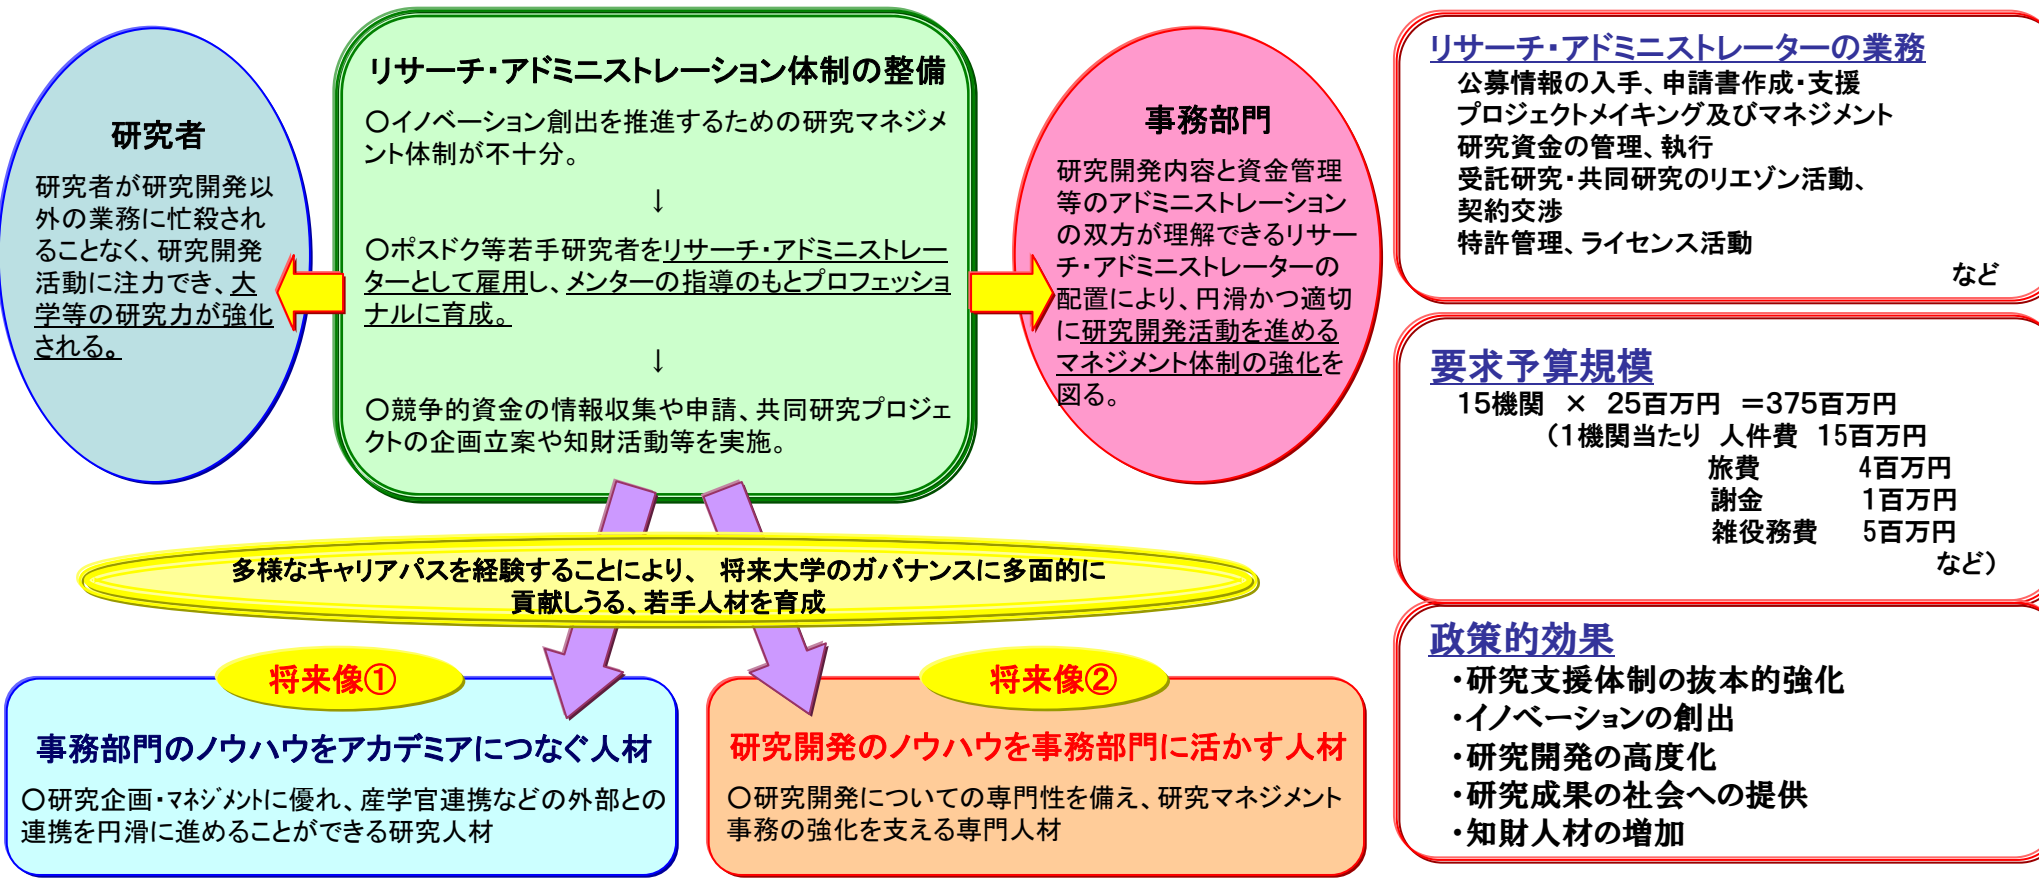 研究者
研究者が研究開発以
外の業務に忙殺され
ることなく、研究開発
活動に注力でき、大
学等の研究力が強化
される。
リサーチ・アドミニストレーション体制の整備
○イノベーション創出を推進するための研究マネジメ
ント体制が不十分。
↓
○ポスドク等若手研究者をリサーチ・アドミニストレー
ターとして雇用し、メンターの指導のもとプロフェッショ
ナルに育成。
↓
○競争的資金の情報収集や申請、共同研究プロジェ
クトの企画立案や知財活動等を実施。
事務部門
研究開発内容と資金管理
等のアドミニストレーション
の双方が理解できるリサー
チ・アドミニストレーターの
配置により、円滑かつ適切
に研究開発活動を進める
マネジメント体制の強化を
図る。
多様なキャリアパスを経験することにより、 将来大学のガバナンスに多面的に
貢献しうる、若手人材を育成
将来像①
事務部門のノウハウをアカデミアにつなぐ人材
○研究企画・マネジメントに優れ、産学官連携などの外部との
連携を円滑に進めることができる研究人材
将来像②
研究開発のノウハウを事務部門に活かす人材
○研究開発についての専門性を備え、研究マネジメント
事務の強化を支える専門人材
リサーチ・アドミニストレーターの業務
公募情報の入手、申請書作成・支援
プロジェクトメイキング及びマネジメント
研究資金の管理、執行
受託研究・共同研究のリエゾン活動、
契約交渉
特許管理、ライセンス活動
など
要求予算規模
15機関 × 25百万円 =375百万円
(1機関当たり 人件費 15百万円
旅費 4百万円
謝金 1百万円
雑役務費 5百万円
など)
政策的効果
・研究支援体制の抜本的強化
・イノベーションの創出
・研究開発の高度化
・研究成果の社会への提供
・知財人材の増加